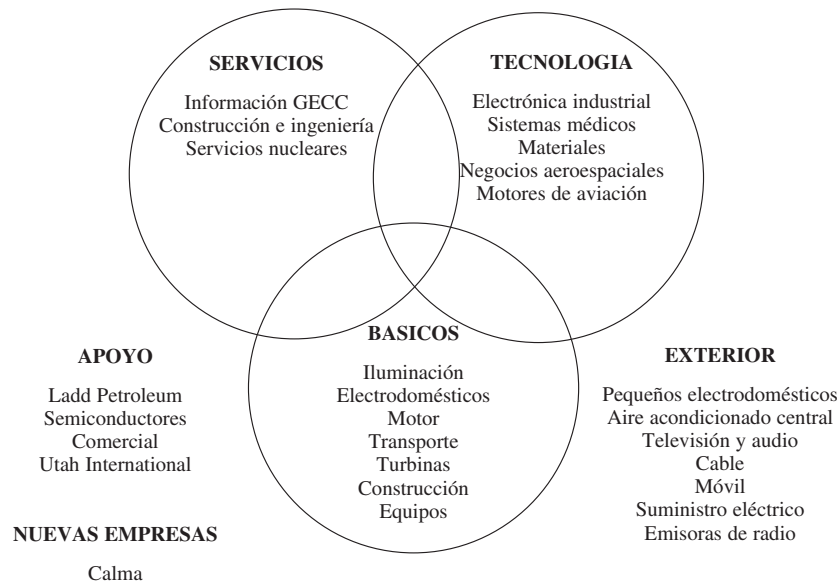 SERVICIOS
Información GECC
Construcción e ingeniería
Servicios nucleares
TECNOLOGIA
Electrónica industrial
Sistemas médicos
Materiales
Negocios aeroespaciales
Motores de aviación
BASICOS
Iluminación
Electrodomésticos
Motor
Transporte
Turbinas
Construcción
Equipos
APOYO
Ladd Petroleum
Semiconductores
Comercial
Utah International
EXTERIOR
Pequeños electrodomésticos
Aire acondicionado central
Televisión y audio
Cable
Móvil
Suministro eléctrico
Emisoras de radio
NUEVAS EMPRESAS
Calma